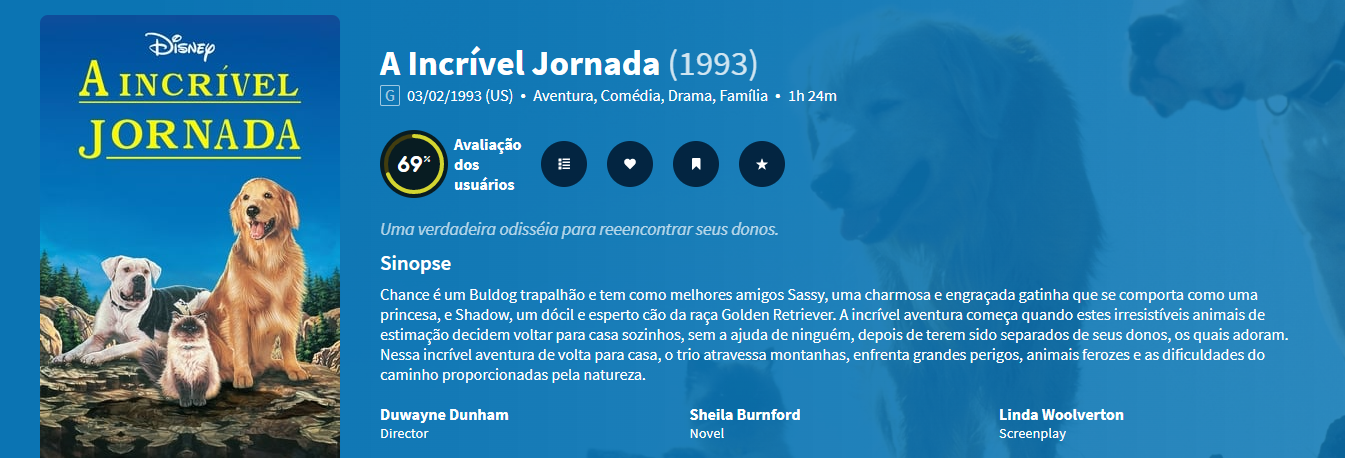 Disney
A INCRÍVEL
JORNADA
A Incrível Jornada (1993)
G 03/02/1993 (US) • Aventura, Comédia, Drama, Família • 1h 24m
69%
Avaliação
dos
usuários
Uma verdadeira odisséia para reeencontrar seus donos.
Sinopse
Chance é um Buldog trapalhão e tem como melhores amigos Sassy, uma charmosa e engraçada gatinha que se comporta como uma
princesa, e Shadow, um dócil e esperto cão da raça Golden Retriever. A incrível aventura começa quando estes irresistíveis animais de
estimação decidem voltar para casa sozinhos, sem a ajuda de ninguém, depois de terem sido separados de seus donos, os quais adoram.
Nessa incrível aventura de volta para casa, o trio atravessa montanhas, enfrenta grandes perigos, animais ferozes e as dificuldades do
caminho proporcionadas pela natureza.
Duwayne Dunham
Director
Sheila Burnford
Novel
Linda Woolverton
Screenplay